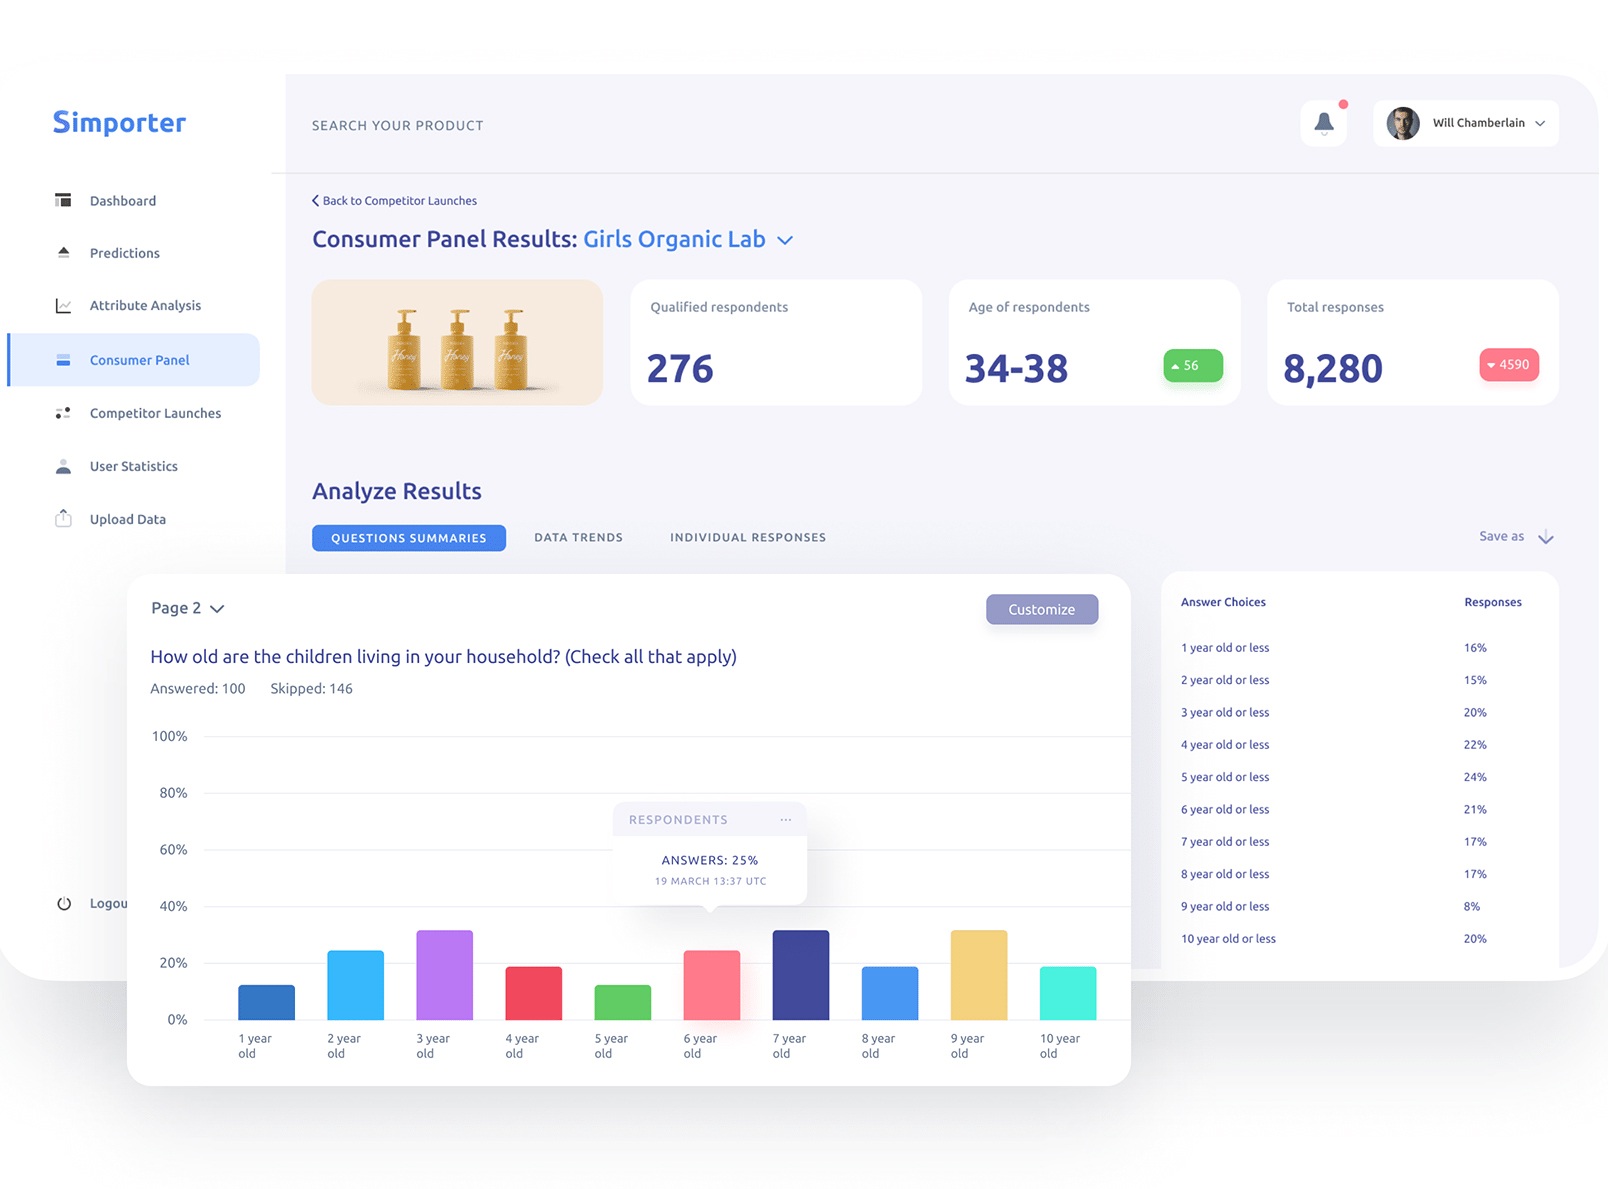 Simporter
SEARCH YOUR PRODUCT
Will Chamberlain
Dashboard
Predictions
Attribute Analysis
Consumer Panel
Competitor Launches
User Statistics
Upload Data
Logou
Back to Competitor Launches
Consumer Panel Results: Girls Organic Lab
Honey Honey Honey
Qualified respondents
276
Age of respondents
34-38
56
Total responses
8,280
4590
Analyze Results
QUESTIONS SUMMARIES DATA TRENDS INDIVIDUAL RESPONSES
Save as
Page 2
Customize
How old are the children living in your household? (Check all that apply)
Answered: 100 Skipped: 146
100%
80%
60%
40%
20%
0%
RESPONDENTS ...
ANSWERS: 25%
19 MARCH 13:37 UTC
1 year
old
2 year
old
3 year
old
4 year
old
5 year
old
6 year
old
7 year
old
8 year
old
9 year
old
10 year
old
Answer Choices Responses
1 year old or less 16%
2 year old or less 15%
3 year old or less 20%
4 year old or less 22%
5 year old or less 24%
6 year old or less 21%
7 year old or less 17%
8 year old or less 17%
9 year old or less 8%
10 year old or less 20%